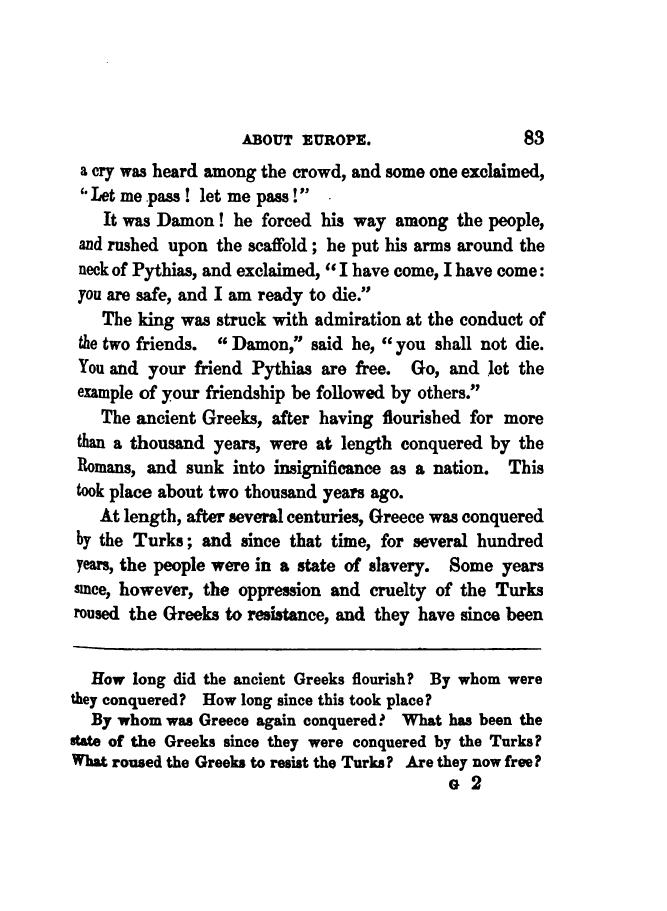 ABOUT EUROPE. 83
a cry was heard among the crowd, and some one exclaimed,
“Let me pass! let me pass!”
It was Damon! he forced his way among the people,
and rushed upon the scaffold; he put his arms around the
neck of Pythias, and exclaimed, “I have come, I have come:
you are safe, and I am ready to die.”
The king was struck with admiration at the conduct of
the two friends. “Damon,” said he, “you shall not die.
You and your friend Pythias are free. Go, and let the
example of your friendship be followed by others.”
The ancient Greeks, after having flourished for more
than a thousand years, were at length conquered by the
Romans, and sunk into insignificance as a nation. This
took place about two thousand years ago.
At length, after several centuries, Greece was conquered
by the Turks; and since that time, for several hundred
years, the people were in a state of slavery. Some years
since, however, the oppression and cruelty of the Turks
roused the Greeks to resistance, and they have since been
How long did the ancient Greeks flourish? By whom were
they conquered? How long since this took place?
By whom was Greece again conquered? What has been the
state of the Greeks since they were conquered by the Turks?
What roused the Greeks to resist the Turks? Are they now free?
G 2